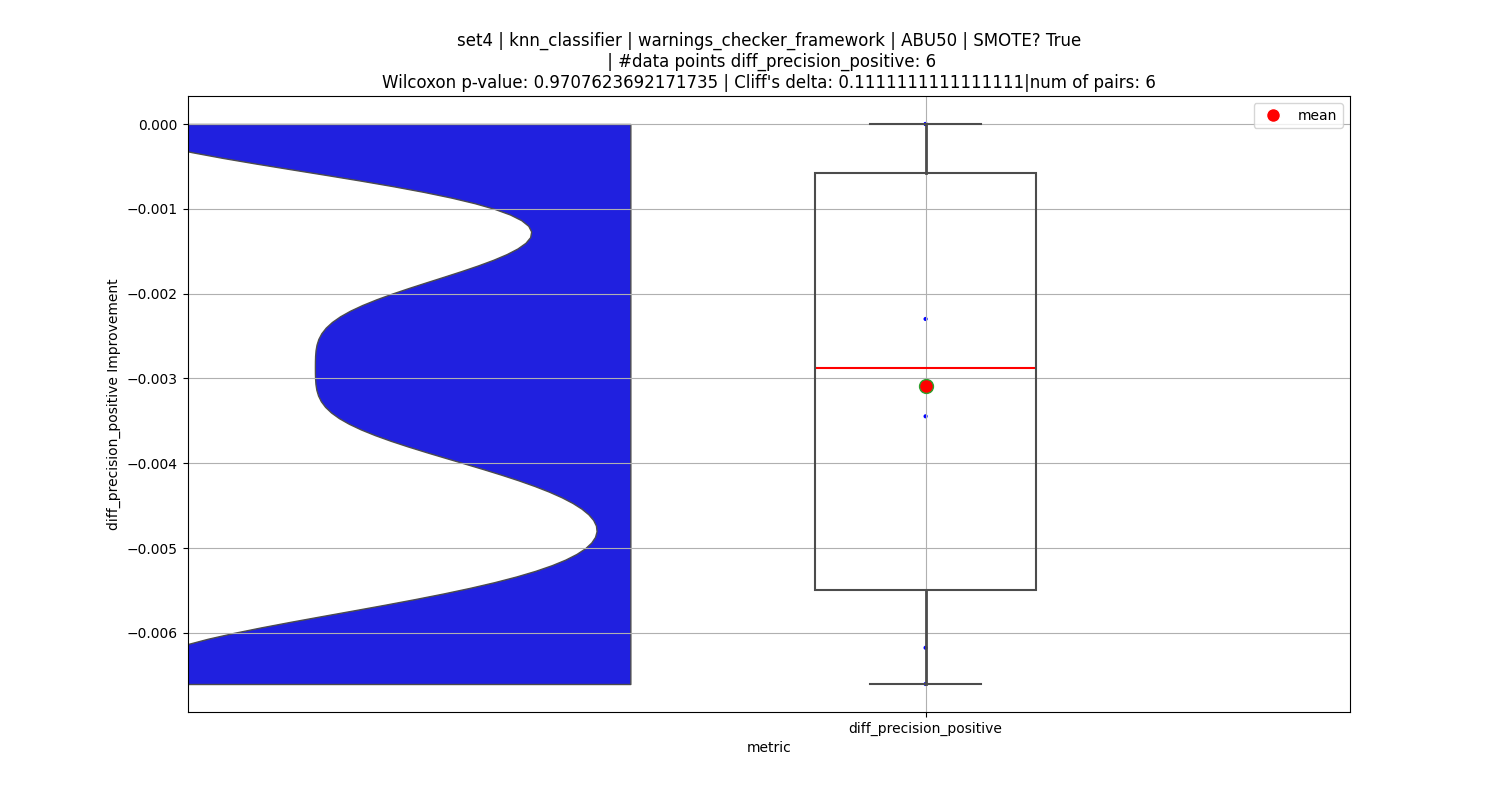 set4 | knn_classifier | warnings_checker_framework | ABU50 | SMOTE? True
| #data points diff_precision_positive: 6
Wilcoxon p-value: 0.9707623692171735 | Cliff's delta: 0.1111111111111111|num of pairs: 6
mean
0.000
−0.001
−0.002
−0.003
−0.004
−0.005
−0.006
diff_precision_positive Improvement
diff_precision_positive
metric